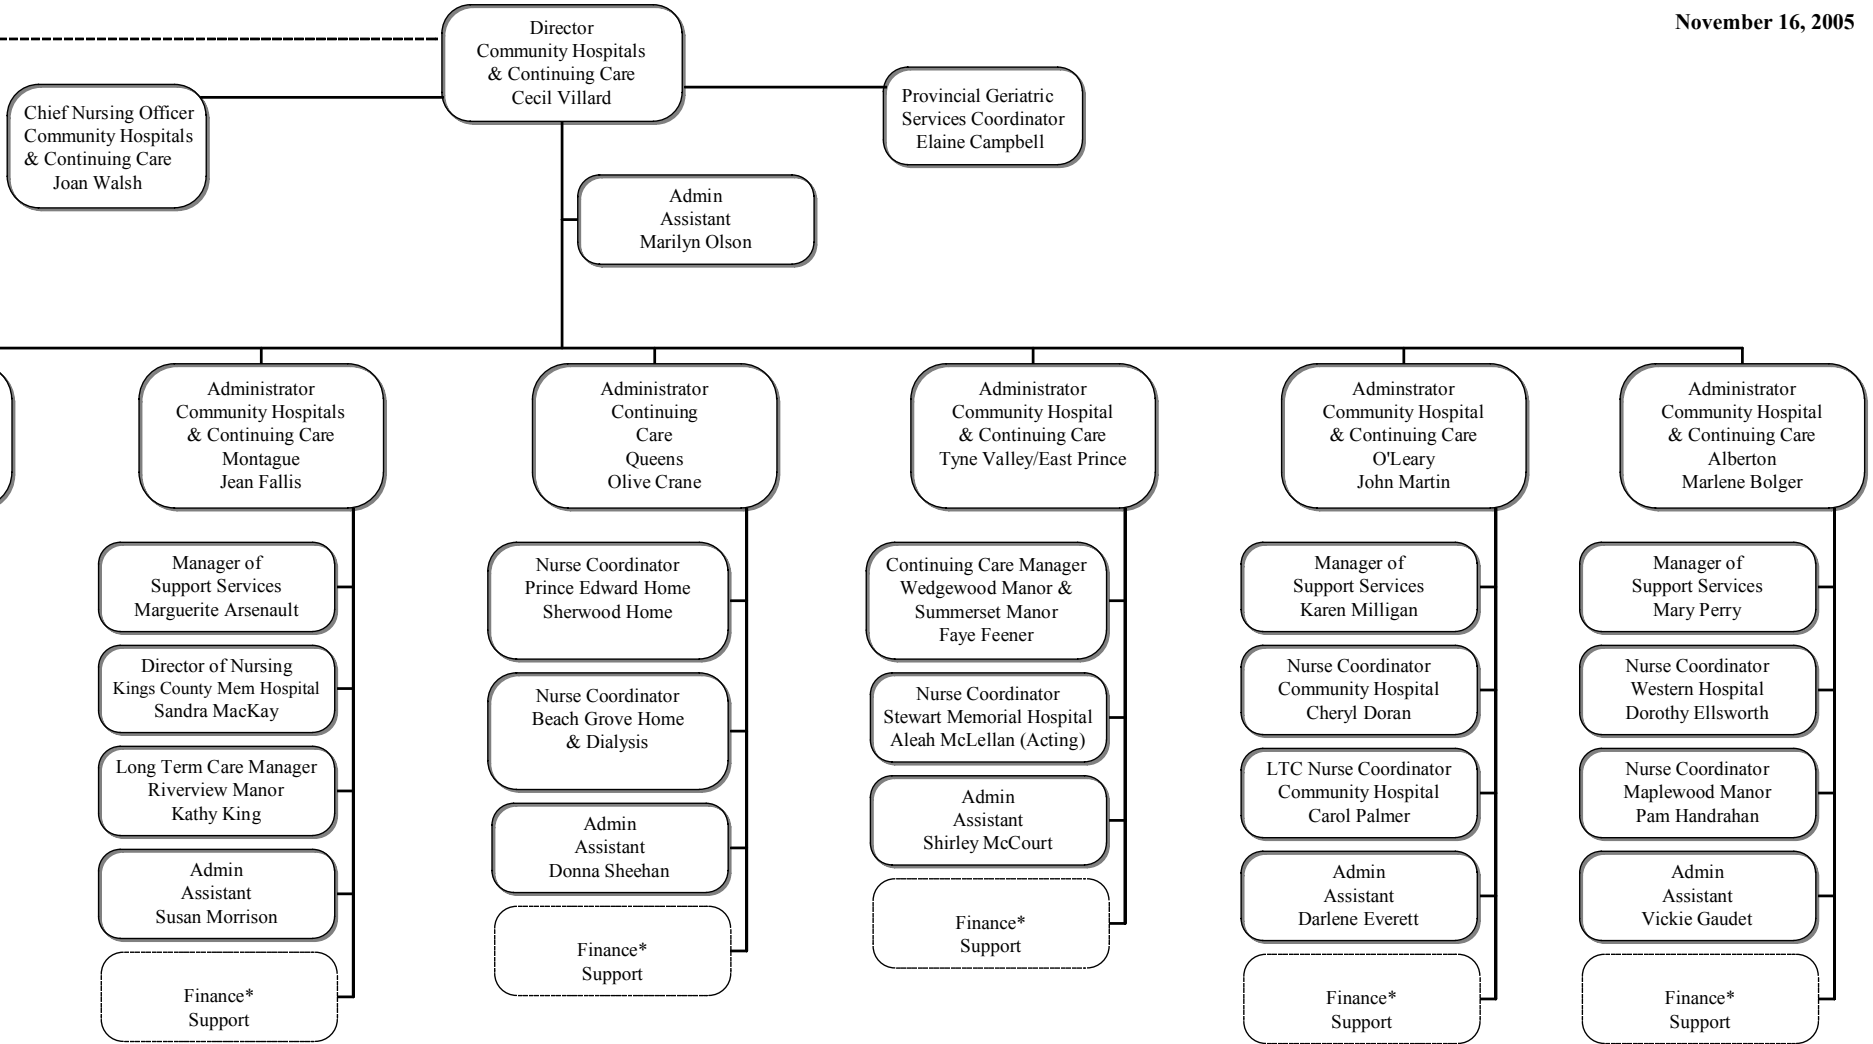 November 16, 2005
Director
Community Hospitals
& Continuing Care
Cecil Villard
Chief Nursing Officer
Community Hospitals
& Continuing Care
Joan Walsh
Provincial Geriatric
Services Coordinator
Elaine Campbell
Admin
Assistant
Marilyn Olson
Administrator
Community Hospitals
& Continuing Care
Montague
Jean Fallis
Manager of
Support Services
Marguerite Arsenault
Director of Nursing
Kings County Mem Hospital
Sandra MacKay
Long Term Care Manager
Riverview Manor
Kathy King
Admin
Assistant
Susan Morrison
Finance*
Support
Administrator
Continuing
Care
Queens
Olive Crane
Nurse Coordinator
Prince Edward Home
Sherwood Home
Nurse Coordinator
Beach Grove Home
& Dialysis
Admin
Assistant
Donna Sheehan
Finance*
Support
Administrator
Community Hospital
& Continuing Care
Tyne Valley/East Prince
Continuing Care Manager
Wedgewood Manor &
Summerset Manor
Faye Feener
Nurse Coordinator
Stewart Memorial Hospital
Aleah McLellan (Acting)
Admin
Assistant
Shirley McCourt
Finance*
Support
Adminstrator
Community Hospital
& Continuing Care
O'Leary
John Martin
Manager of
Support Services
Karen Milligan
Nurse Coordinator
Community Hospital
Cheryl Doran
LTC Nurse Coordinator
Community Hospital
Carol Palmer
Admin
Assistant
Darlene Everett
Finance*
Support
Administrator
Community Hospital
& Continuing Care
Alberton
Marlene Bolger
Manager of
Support Services
Mary Perry
Nurse Coordinator
Western Hospital
Dorothy Ellsworth
Nurse Coordinator
Maplewood Manor
Pam Handrahan
Admin
Assistant
Vickie Gaudet
Finance*
Support